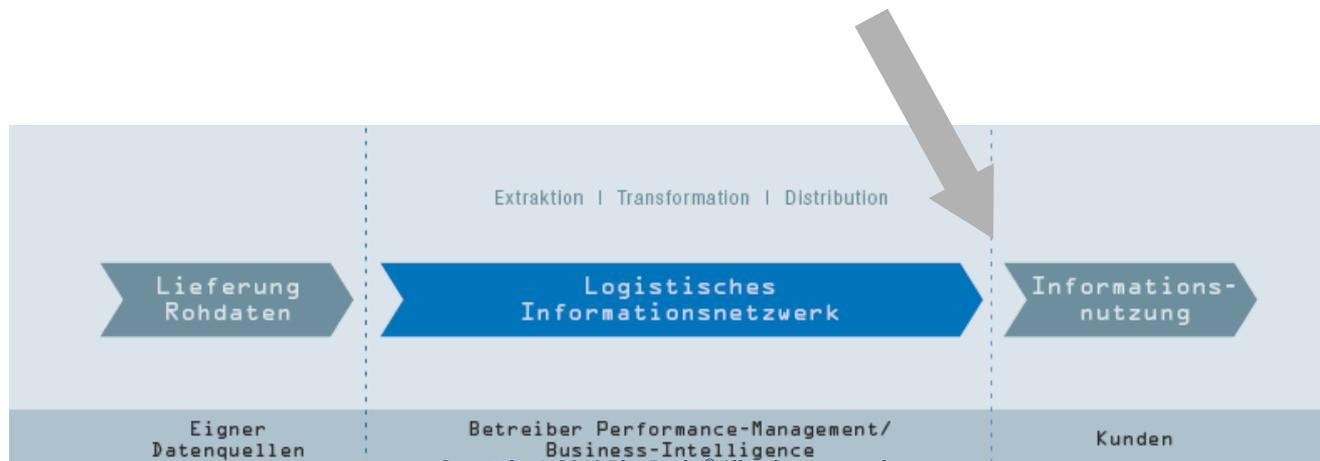 Extraktion | Transformation | Distribution
Lieferung
Rohdaten
Logistisches
Informationsnetzwerk
Informations-
nutzung
Eigner
Datenquellen
Betreiber Performance-Management/
Business-Intelligence
Kunden